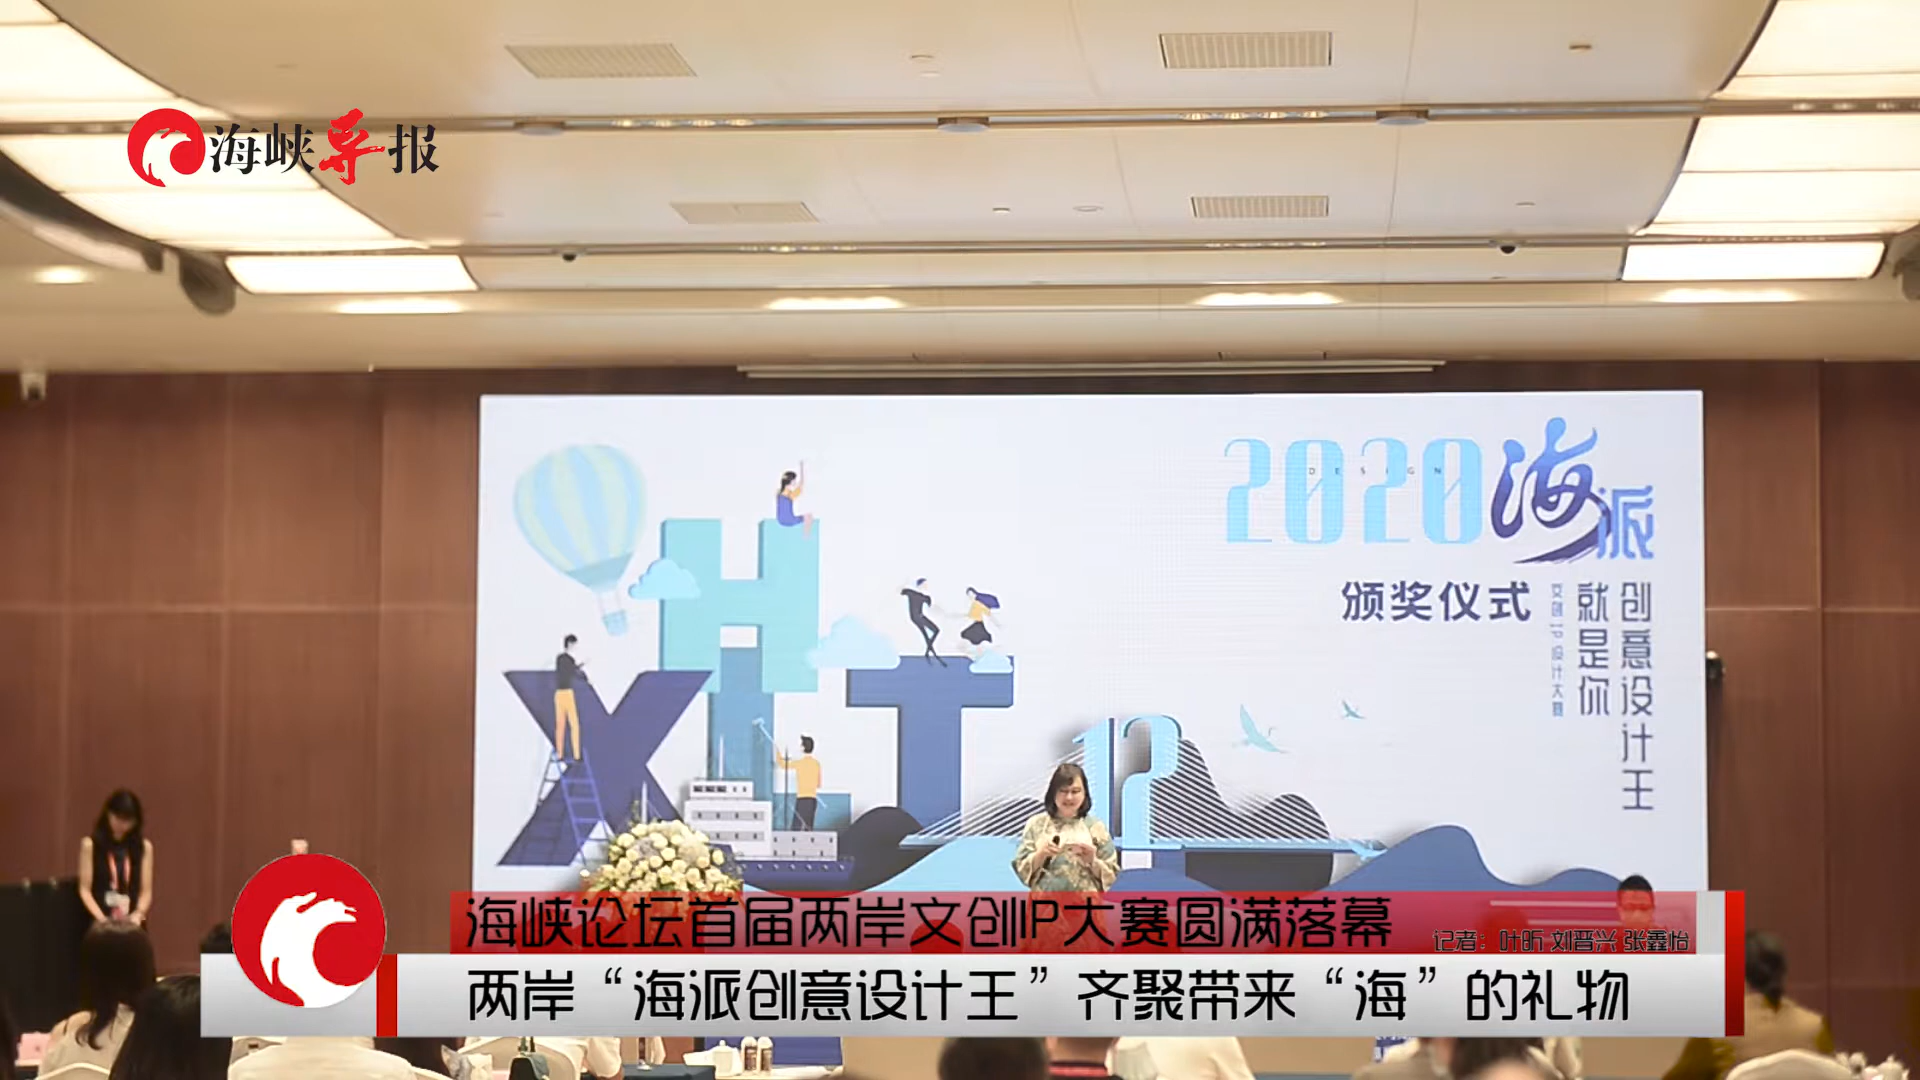 海峡导报
2020海派
DESIGN
颁奖仪式
文创IP设计大赛
就是你
创意设计王
XHLIT
12
海峡论坛首届两岸文创IP大赛圆满落幕
记者：叶昕 刘晋兴 张鑫怡
两岸“海派创意设计王”齐聚带来“海”的礼物